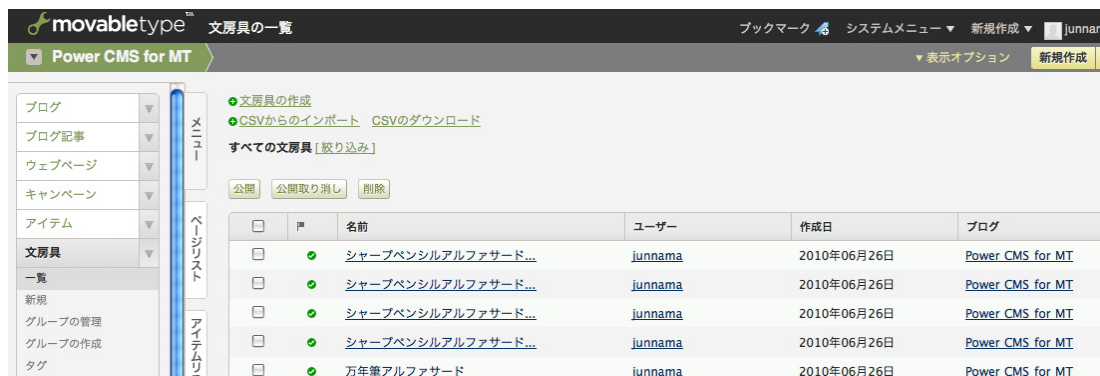 movabletype™ 文房具の一覧 ブックマーク システムメニュー ▼ 新規作成 ▼ junnar
Power CMS for MT ▼表示オプション 新規作成
ブログ
ブログ記事
ウェブページ
キャンペーン
アイテム
文房具
一覧
新規
グループの管理
グループの作成
タグ
メニュー
ページリスト
アイテムリ
文房具の作成
CSVからのインポート CSVのダウンロード
すべての文房具 [絞り込み]
公開 公開取り消し 削除
名前 ユーザー 作成日 ブログ
シャープペンシルアルファサード... junnama 2010年06月26日 Power CMS for MT
シャープペンシルアルファサード... junnama 2010年06月26日 Power CMS for MT
シャープペンシルアルファサード... junnama 2010年06月26日 Power CMS for MT
シャープペンシルアルファサード... junnama 2010年06月26日 Power CMS for MT
万年筆アルファサード junnama 2010年06月26日 Power CMS for MT